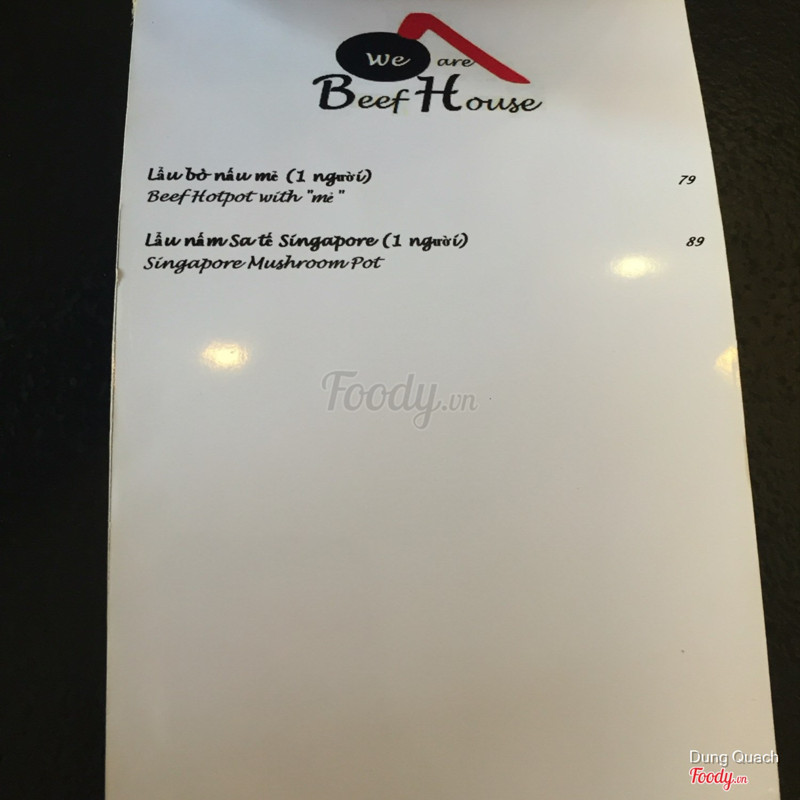 We are
Beef House
Lẩu bò nấu mẻ (1 người) 79
Beef Hotpot with "mẻ"
Lẩu nấm Sa tế Singapore (1 người) 89
Singapore Mushroom Pot
Foody.vn
Dung Quach
Foody.vn